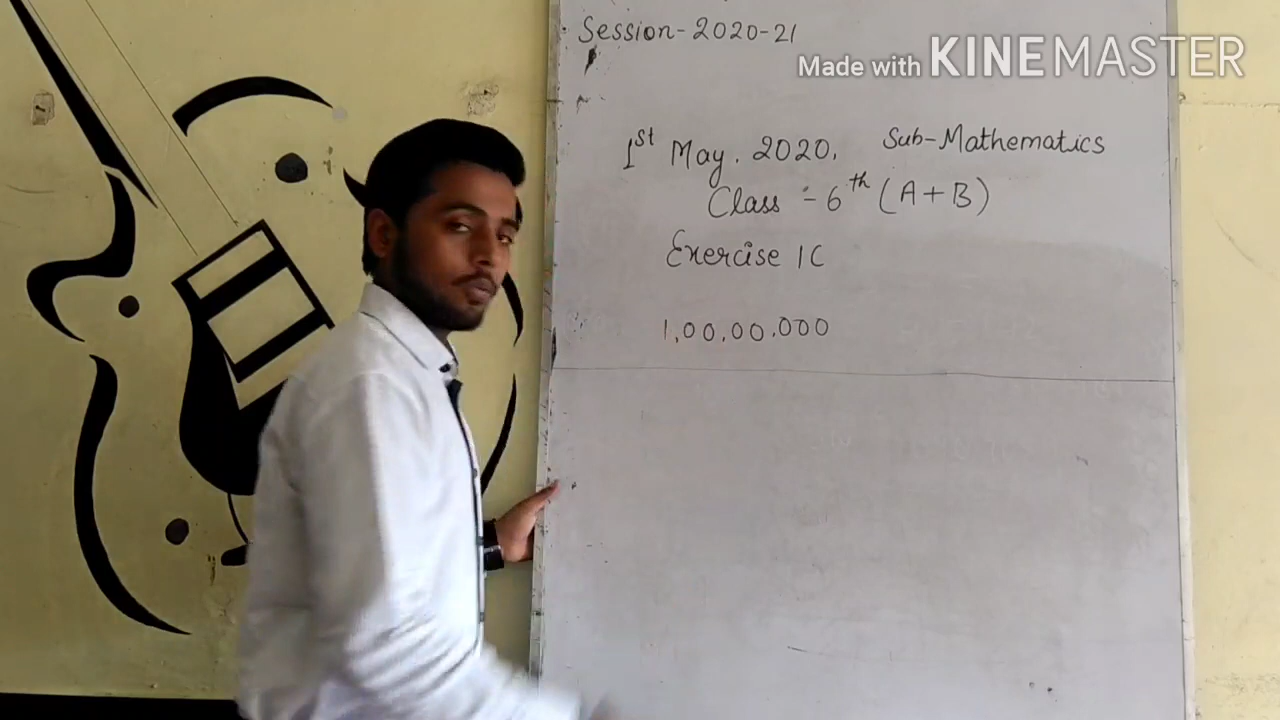 Session-2020-21
Made with KINEMASTER
1st May. 2020. Sub-Mathematics
Class :- 6th (A+B)
Exercise 1C
1,00,00,000